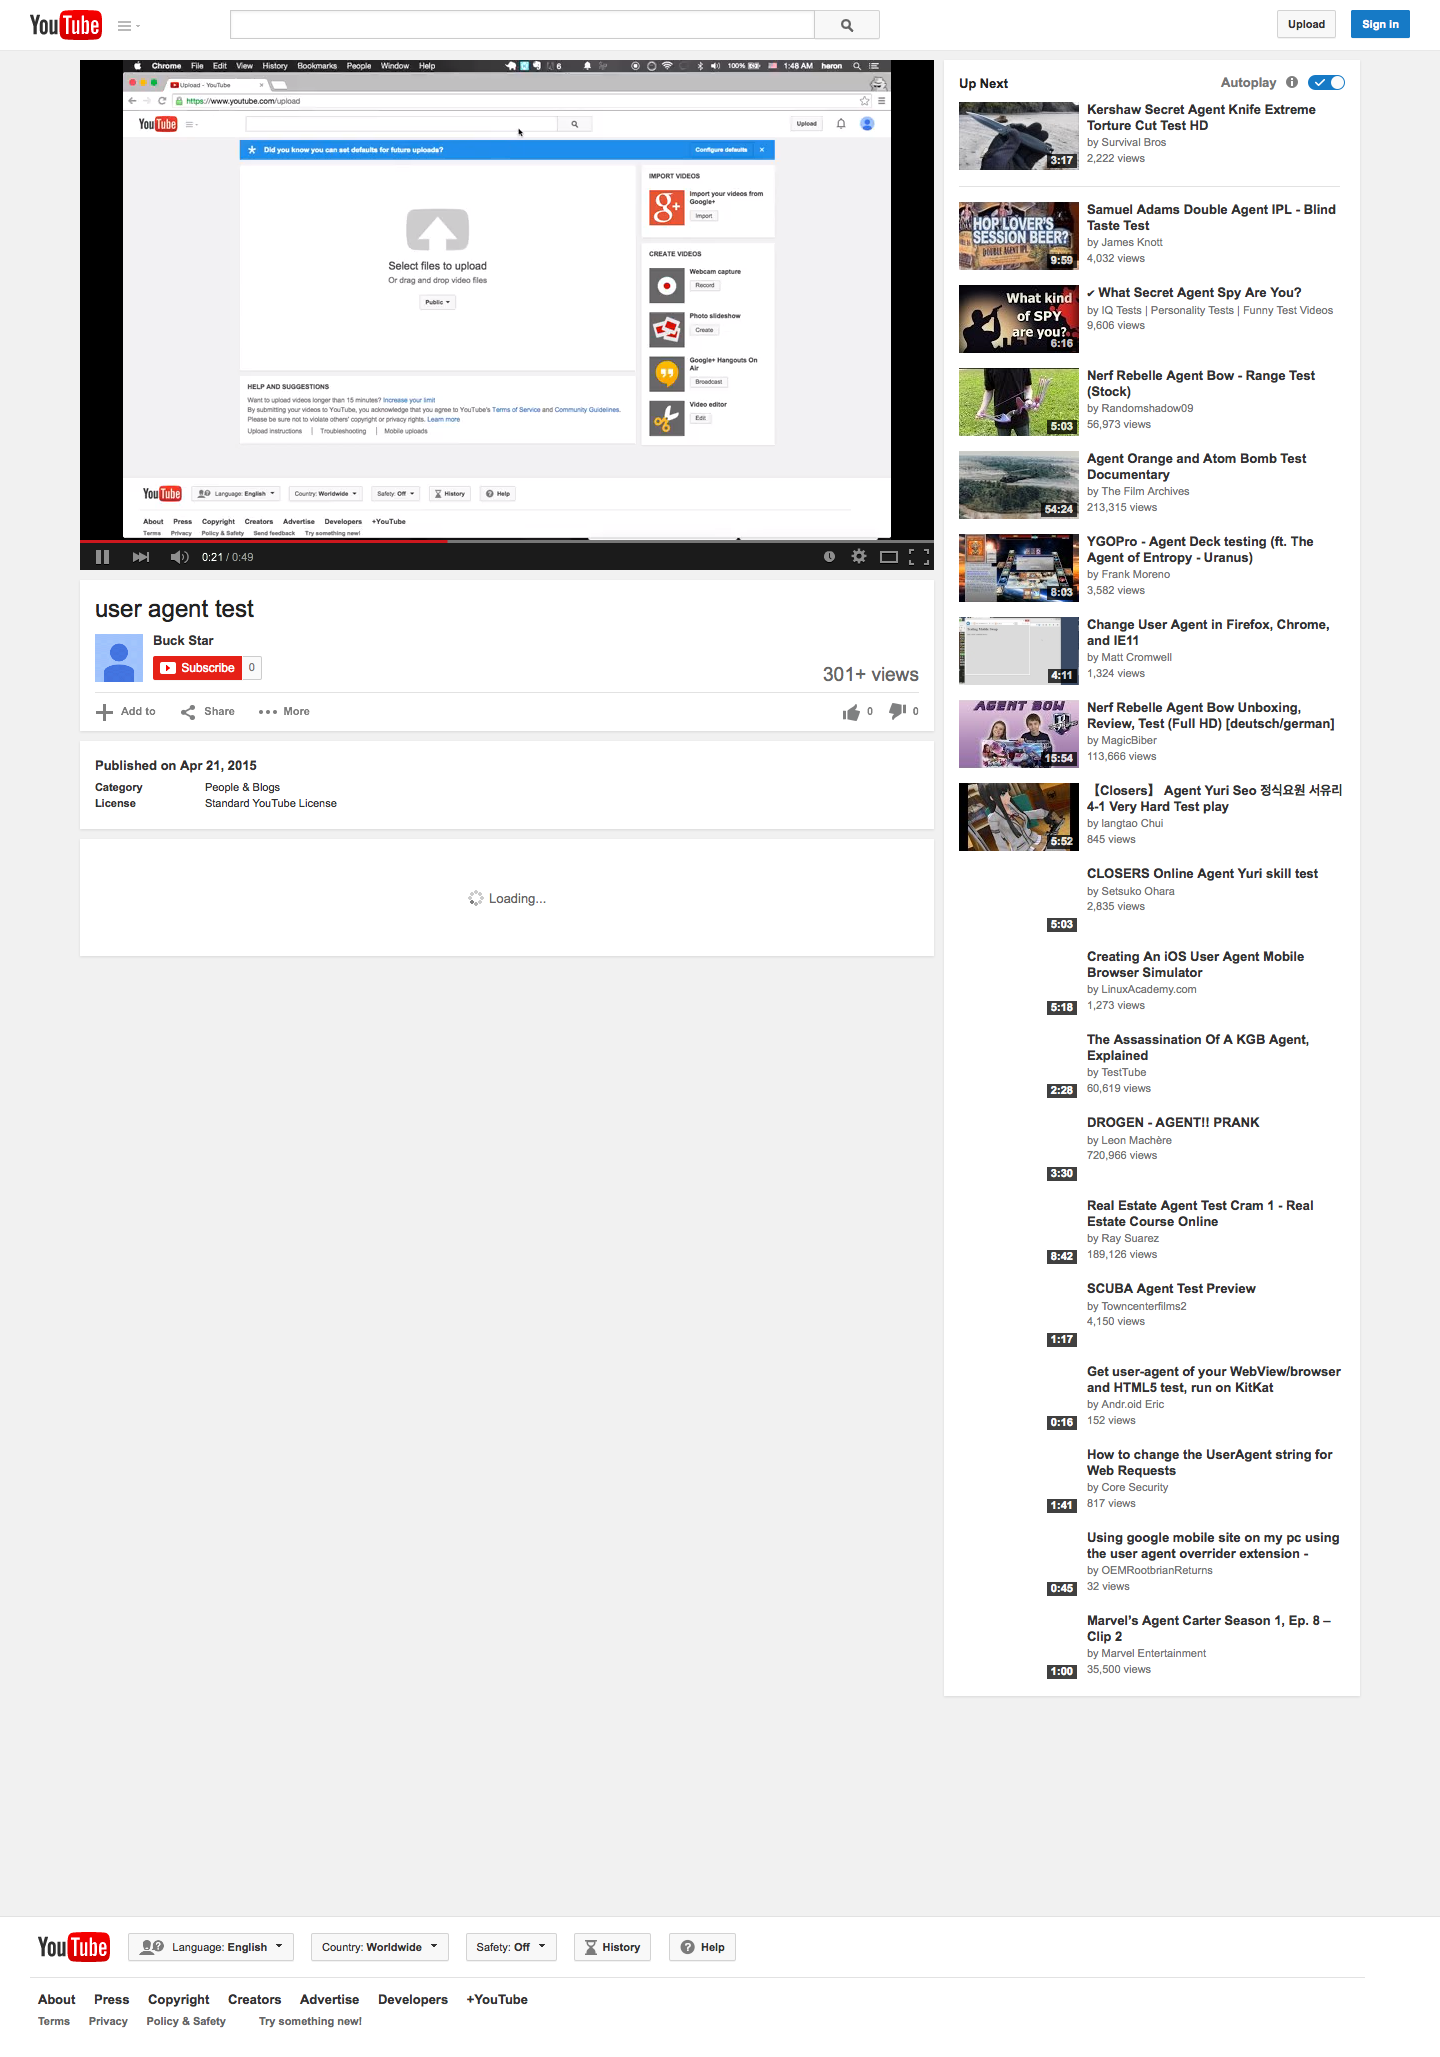 YouTube
Upload
Sign in
Chrome File Edit View History Bookmarks People Window Help
6
100%
1:48 AM heron
Upload - YouTube
https://www.youtube.com/upload
YouTube
Upload
Did you know you can set defaults for future uploads?
Configure defaults
Select files to upload
Or drag and drop video files
Public
IMPORT VIDEOS
Import your videos from
Google+
Import
CREATE VIDEOS
Webcam capture
Record
Photo slideshow
Create
Google+ Hangouts On
Air
Broadcast
Video editor
Edit
HELP AND SUGGESTIONS
Want to upload videos longer than 15 minutes? Increase your limit
By submitting your videos to YouTube, you acknowledge that you agree to YouTube's Terms of Service and Community Guidelines.
Please be sure not to violate others' copyright or privacy rights. Learn more
Upload instructions | Troubleshooting | Mobile uploads
YouTube
Language: English
Country: Worldwide
Safety: Off
History
Help
About Press Copyright Creators Advertise Developers +YouTube
Terms Privacy Policy & Safety Send feedback Try something new!
0:21 / 0:49
user agent test
Buck Star
Subscribe 0
301+ views
Add to Share More
0 0
Published on Apr 21, 2015
Category People & Blogs
License Standard YouTube License
Loading...
Up Next
Autoplay
3:17
Kershaw Secret Agent Knife Extreme
Torture Cut Test HD
by Survival Bros
2,222 views
HOP LOVER'S
SESSION BEER?
DOUBLE AGENT IPL
9:59
Samuel Adams Double Agent IPL - Blind
Taste Test
by James Knott
4,032 views
What kind
of SPY
are you?
6:16
✔ What Secret Agent Spy Are You?
by IQ Tests | Personality Tests | Funny Test Videos
9,606 views
5:03
Nerf Rebelle Agent Bow - Range Test
(Stock)
by Randomshadow09
56,973 views
54:24
Agent Orange and Atom Bomb Test
Documentary
by The Film Archives
213,315 views
8:03
YGOPro - Agent Deck testing (ft. The
Agent of Entropy - Uranus)
by Frank Moreno
3,582 views
4:11
Change User Agent in Firefox, Chrome,
and IE11
by Matt Cromwell
1,324 views
AGENT BOW
15:54
Nerf Rebelle Agent Bow Unboxing,
Review, Test (Full HD) [deutsch/german]
by MagicBiber
113,666 views
5:52
【Closers】 Agent Yuri Seo 정식요원 서유리
4-1 Very Hard Test play
by langtao Chui
845 views
5:03
CLOSERS Online Agent Yuri skill test
by Setsuko Ohara
2,835 views
5:18
Creating An iOS User Agent Mobile
Browser Simulator
by LinuxAcademy.com
1,273 views
2:28
The Assassination Of A KGB Agent,
Explained
by TestTube
60,619 views
3:30
DROGEN - AGENT!! PRANK
by Leon Machère
720,966 views
8:42
Real Estate Agent Test Cram 1 - Real
Estate Course Online
by Ray Suarez
189,126 views
1:17
SCUBA Agent Test Preview
by Towncenterfilms2
4,150 views
0:16
Get user-agent of your WebView/browser
and HTML5 test, run on KitKat
by Andr.oid Eric
152 views
1:41
How to change the UserAgent string for
Web Requests
by Core Security
817 views
0:45
Using google mobile site on my pc using
the user agent overrider extension -
by OEMRootbrianReturns
32 views
1:00
Marvel's Agent Carter Season 1, Ep. 8 –
Clip 2
by Marvel Entertainment
35,500 views
YouTube
Language: English
Country: Worldwide
Safety: Off
History
Help
About Press Copyright Creators Advertise Developers +YouTube
Terms Privacy Policy & Safety Try something new!